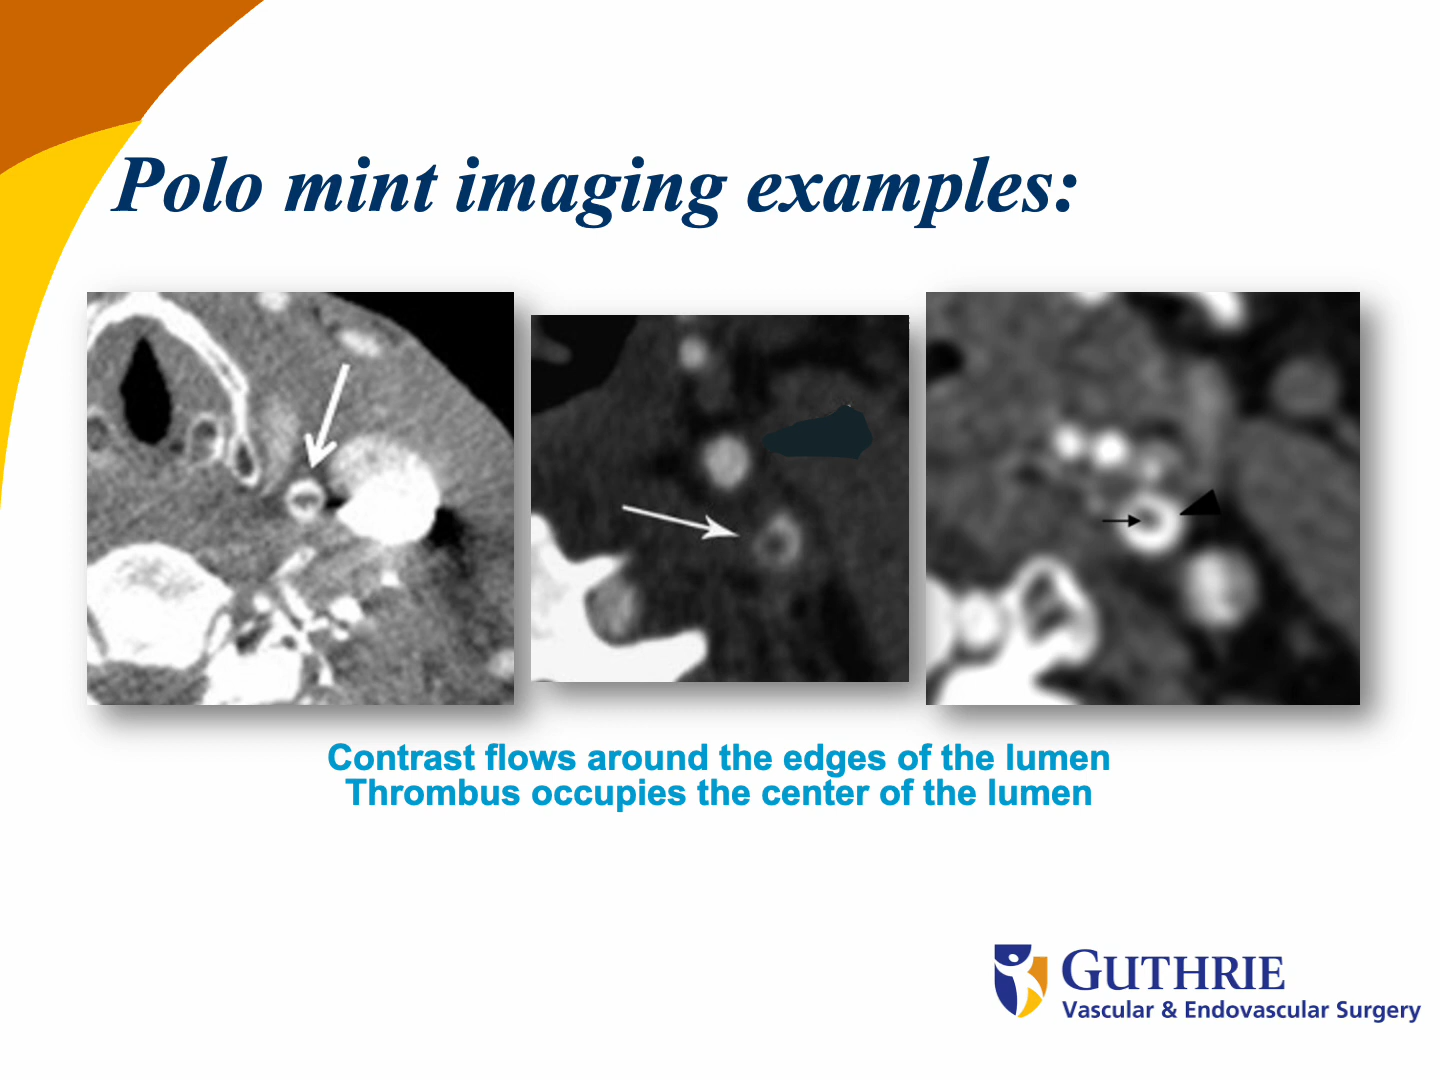 Polo mint imaging examples:
Contrast flows around the edges of the lumen
Thrombus occupies the center of the lumen
GUTHRIE
Vascular & Endovascular Surgery